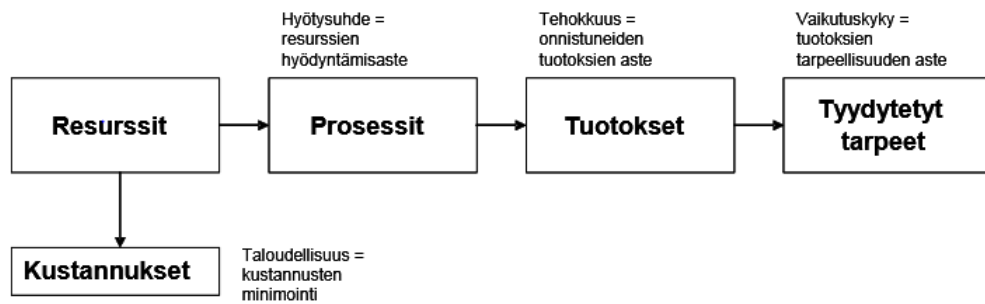 Hyötysuhde =
resurssien
hyödyntämisaste
Tehokkuus =
onnistuneiden
tuotoksien aste
Vaikutuskyky =
tuotoksien
tarpeellisuuden aste
Resurssit
Prosessit
Tuotokset
Tyydytetyt
tarpeet
Kustannukset
Taloudellisuus =
kustannusten
minimointi